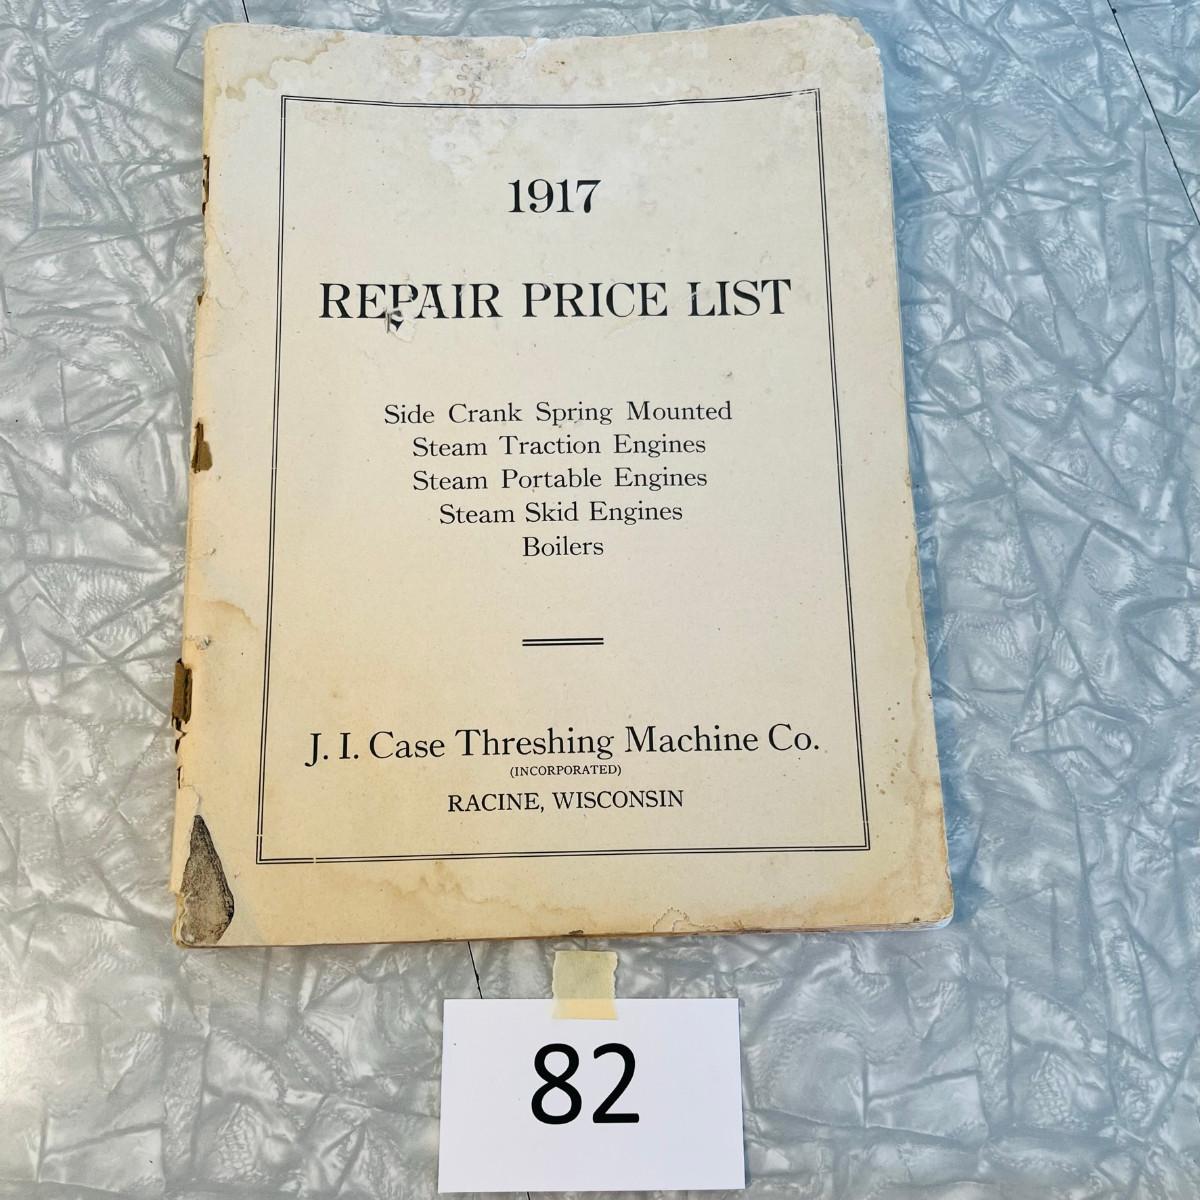 1917
REPAIR PRICE LIST
Side Crank Spring Mounted
Steam Traction Engines
Steam Portable Engines
Steam Skid Engines
Boilers
J. I. Case Threshing Machine Co.
(INCORPORATED)
RACINE, WISCONSIN
82